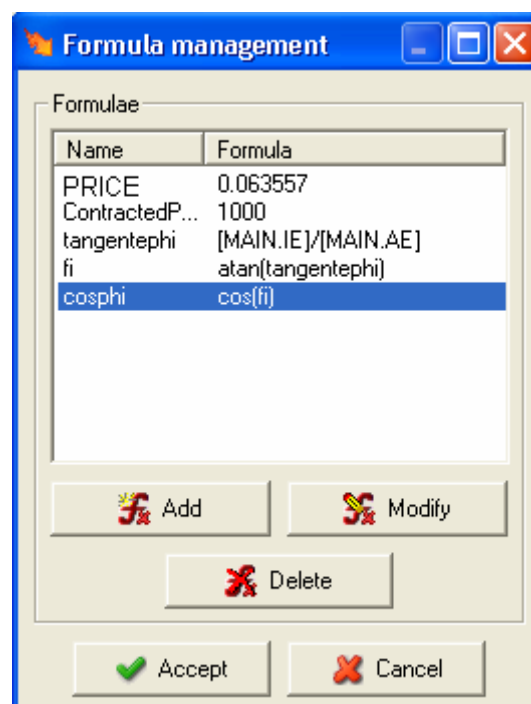 Formula management
Formulae
Name Formula
PRICE 0.063557
ContractedP... 1000
tangentephi [MAIN.IE]/[MAIN.AE]
fi atan(tangentephi)
cosphi cos(fi)
Add Modify
Delete
Accept Cancel